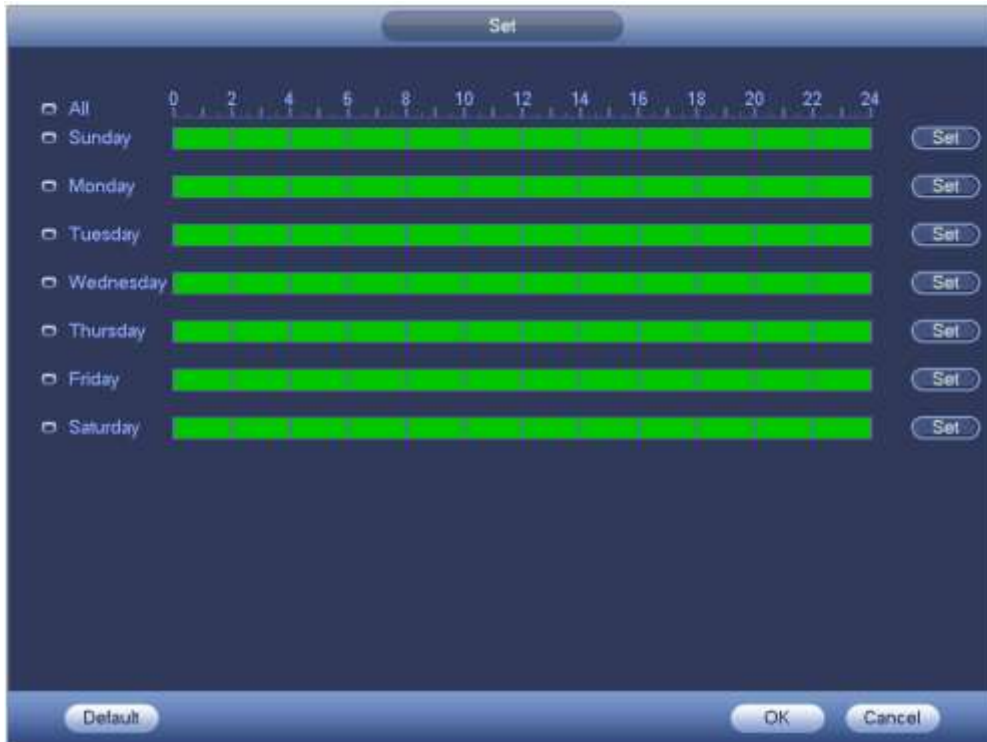 Set
0 2 4 6 8 10 12 14 16 18 20 22 24
All
Sunday Set
Monday Set
Tuesday Set
Wednesday Set
Thursday Set
Friday Set
Saturday Set
Default OK Cancel